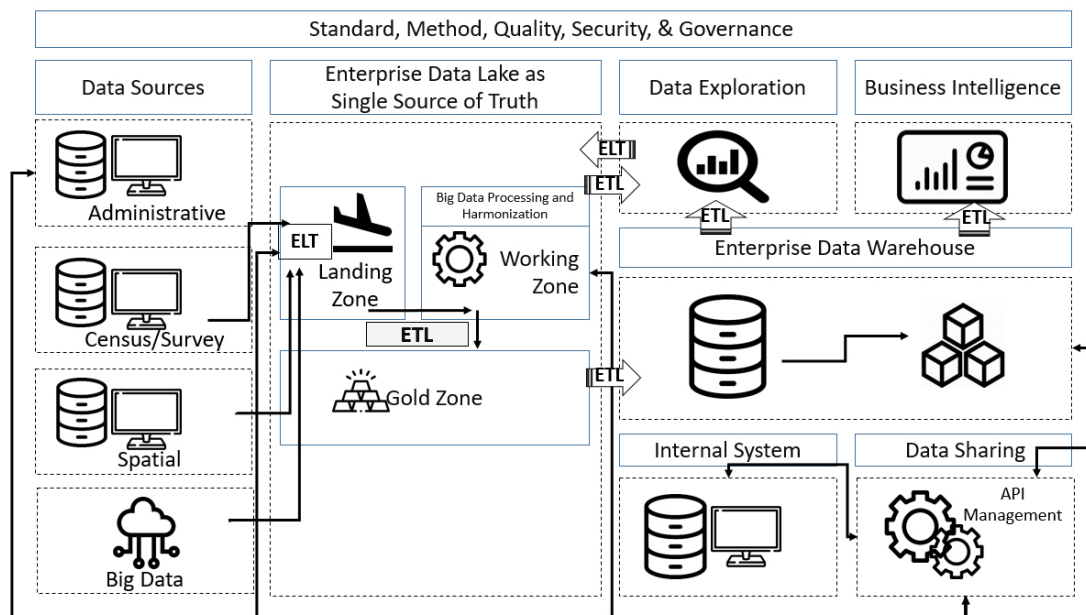 Standard, Method, Quality, Security, & Governance
Data Sources
Enterprise Data Lake as
Single Source of Truth
Data Exploration
Business Intelligence
Administrative
Census/Survey
Spatial
Big Data
ELT
Landing
Zone
Big Data Processing and
Harmonization
Working
Zone
ETL
Gold Zone
ELT
ETL
ETL
ETL
ETL
Enterprise Data Warehouse
Internal System
Data Sharing
API
Management